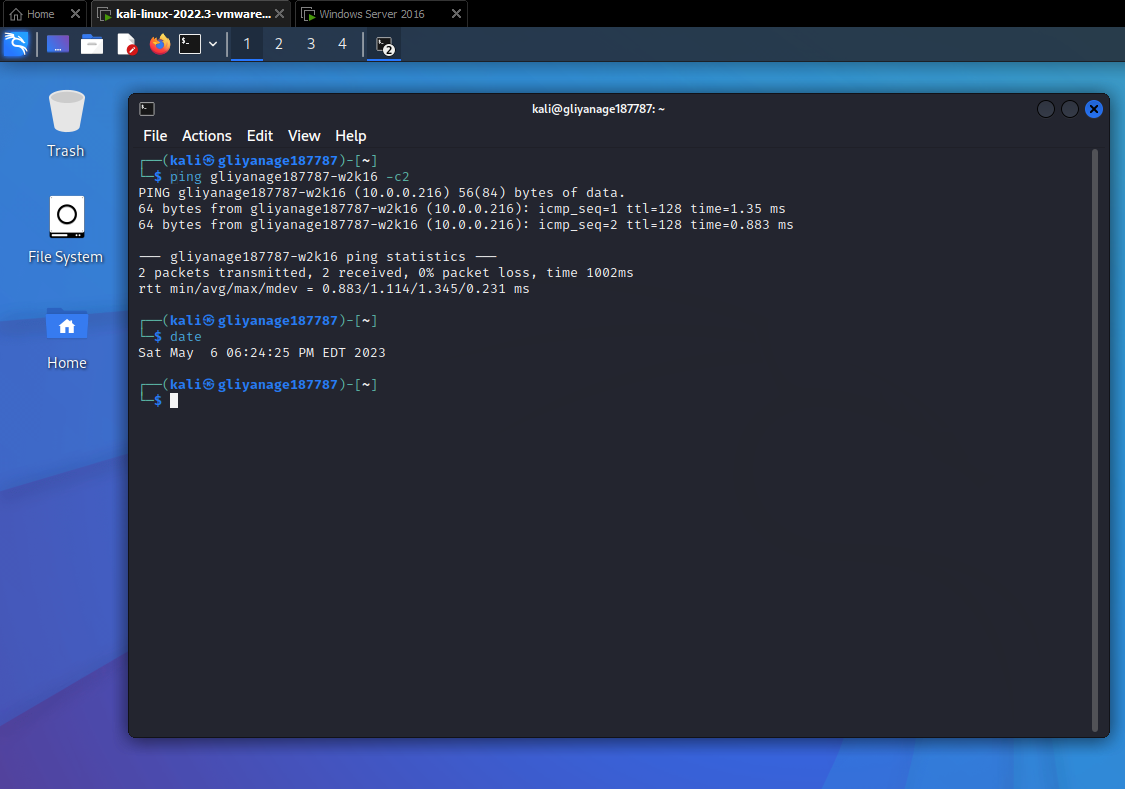 Home
kali-linux-2022.3-vmware...
Windows Server 2016
1 2 3 4
2
Trash
File System
Home
kali@gliyanage187787: ~
File Actions Edit View Help
┌──(kali㉿gliyanage187787)-[~]
└─$ ping gliyanage187787-w2k16 -c2
PING gliyanage187787-w2k16 (10.0.0.216) 56(84) bytes of data.
64 bytes from gliyanage187787-w2k16 (10.0.0.216): icmp_seq=1 ttl=128 time=1.35 ms
64 bytes from gliyanage187787-w2k16 (10.0.0.216): icmp_seq=2 ttl=128 time=0.883 ms
--- gliyanage187787-w2k16 ping statistics ---
2 packets transmitted, 2 received, 0% packet loss, time 1002ms
rtt min/avg/max/mdev = 0.883/1.114/1.345/0.231 ms
┌──(kali㉿gliyanage187787)-[~]
└─$ date
Sat May  6 06:24:25 PM EDT 2023
┌──(kali㉿gliyanage187787)-[~]
└─$